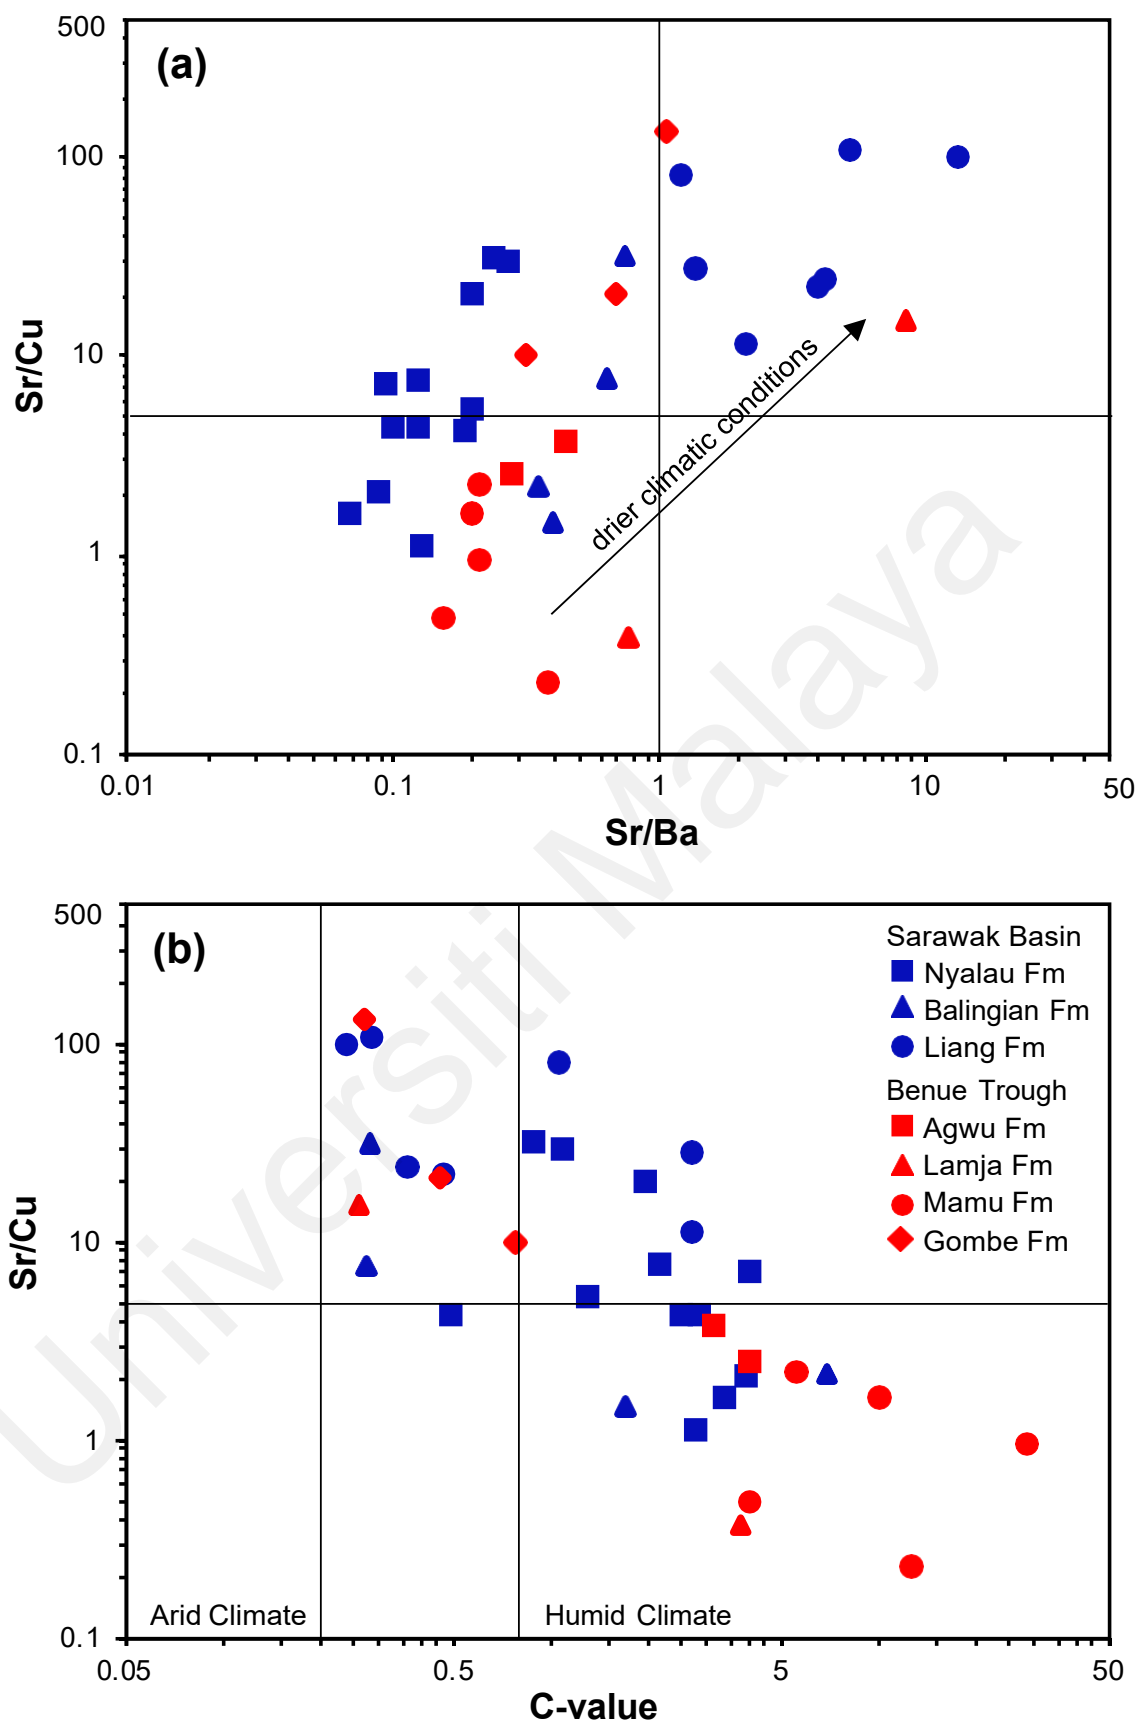 500
(a)
100
10
1
0.1
Sr/Cu
drier climatic conditions
0.01
0.1
1
10
50
Sr/Ba
500
(b)
100
10
1
0.1
Sr/Cu
Sarawak Basin
Nyalau Fm
Balingian Fm
Liang Fm
Benue Trough
Agwu Fm
Lamja Fm
Mamu Fm
Gombe Fm
Arid Climate
Humid Climate
0.05
0.5
5
50
C-value
Universiti Malaya